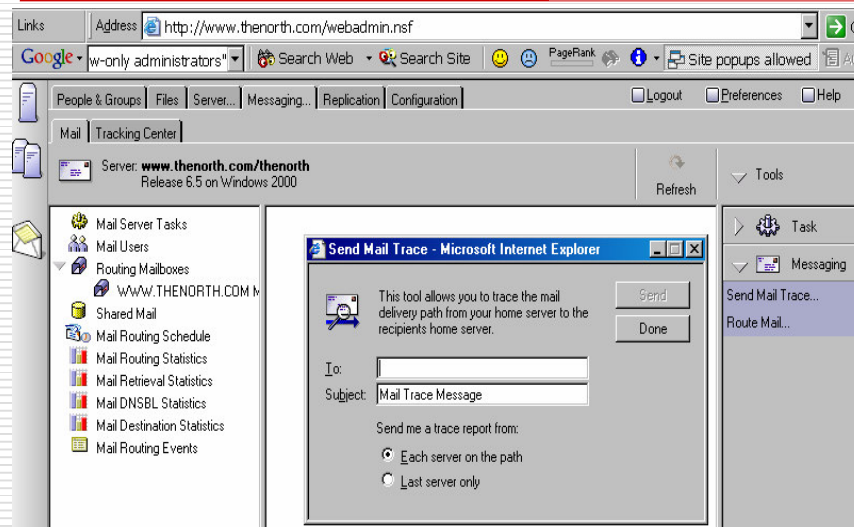 Links Address http://www.thenorth.com/webadmin.nsf
Google w-only administrators" Search Web Search Site PageRank Site popups allowed
People & Groups Files Server... Messaging... Replication Configuration Logout Preferences Help
Mail Tracking Center
Server: www.thenorth.com/thenorth
Release 6.5 on Windows 2000
Refresh
Tools
Mail Server Tasks
Mail Users
Routing Mailboxes
WWW.THENORTH.COM
Shared Mail
Mail Routing Schedule
Mail Routing Statistics
Mail Retrieval Statistics
Mail DNSBL Statistics
Mail Destination Statistics
Mail Routing Events
Send Mail Trace - Microsoft Internet Explorer
This tool allows you to trace the mail
delivery path from your home server to the
recipients home server.
Send
Done
To:
Subject: Mail Trace Message
Send me a trace report from:
Each server on the path
Last server only
Task
Messaging
Send Mail Trace...
Route Mail...